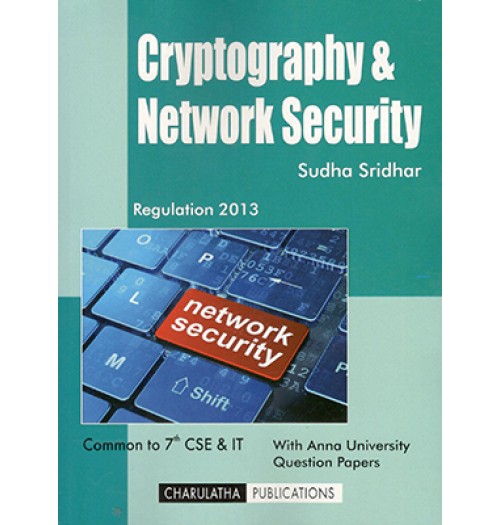 Cryptography &
Network Security
Sudha Sridhar
Regulation 2013
O
P
L
network
security
M
Shift
Common to 7th CSE & IT
With Anna University
Question Papers
CHARULATHA PUBLICATIONS